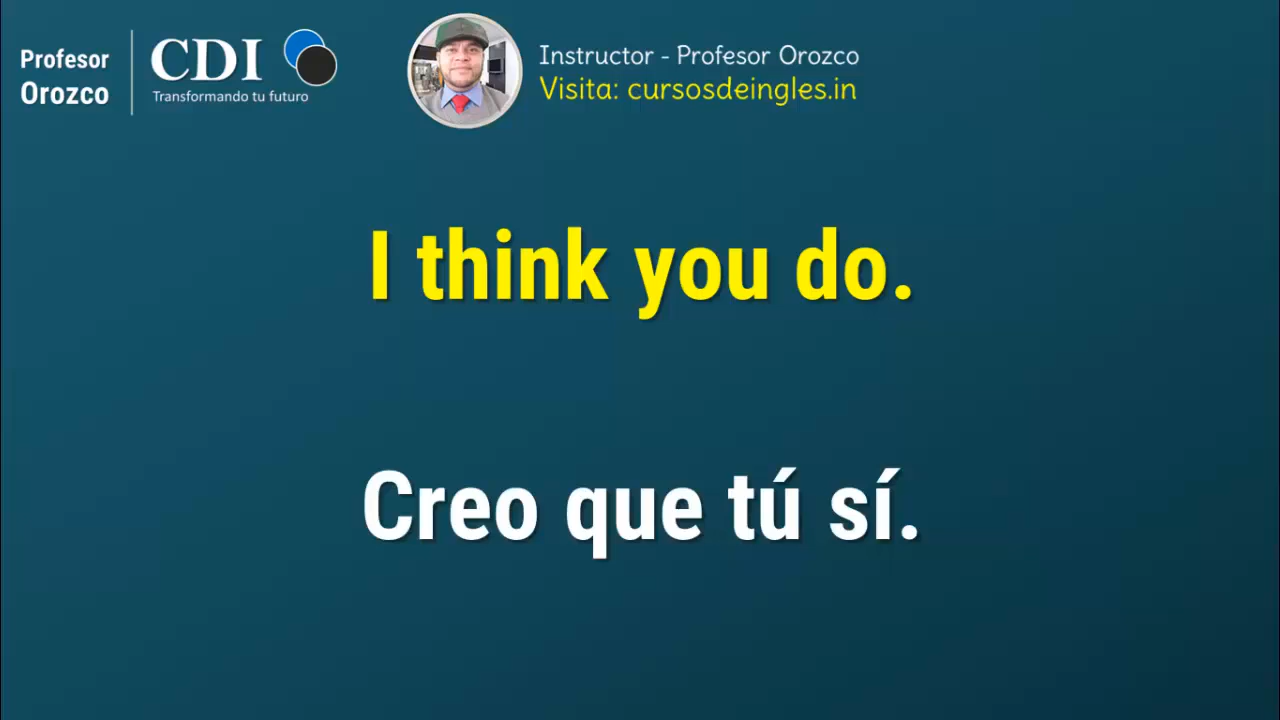 Profesor
Orozco
CDI
Transformando tu futuro
Instructor - Profesor Orozco
Visita: cursosdeingles.in
I think you do.
Creo que tú sí.